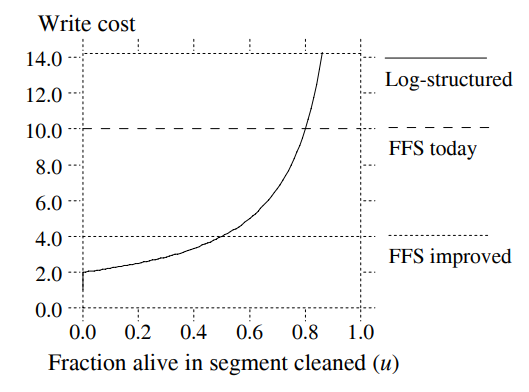 Write cost
14.0
Log-structured
12.0
10.0
FFS today
8.0
6.0
4.0
FFS improved
2.0
0.0
0.0 0.2 0.4 0.6 0.8 1.0
Fraction alive in segment cleaned (u)